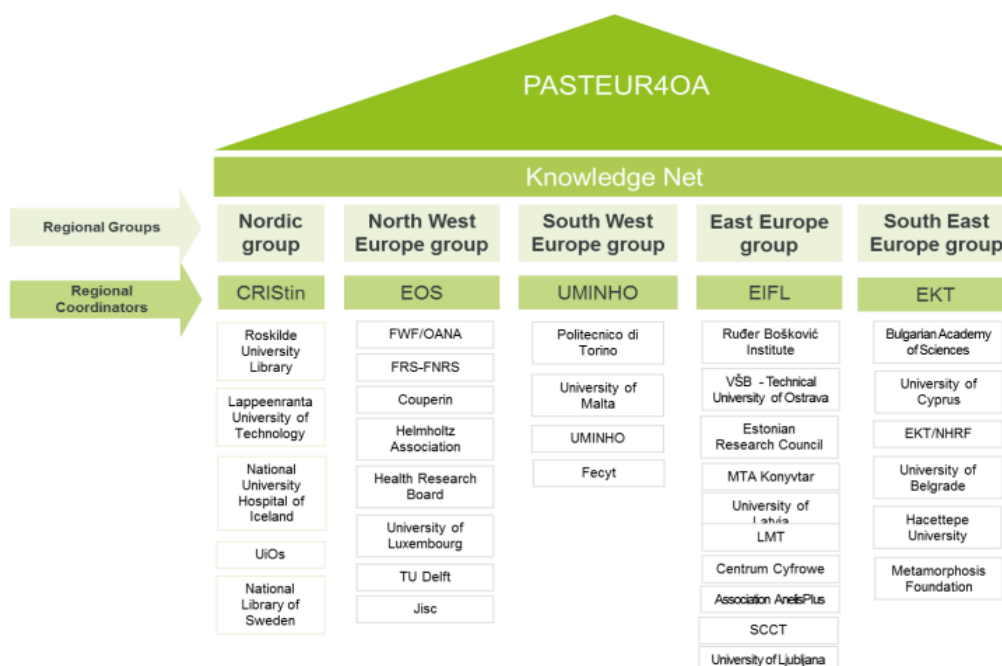 PASTEUR4OA
Knowledge Net
Regional Groups
Nordic
group
North West
Europe group
South West
Europe group
East Europe
group
South East
Europe group
Regional
Coordinators
CRIStin
EOS
UMINHO
EIFL
EKT
Roskilde
University
Library
Lappeenranta
University of
Technology
National
University
Hospital of
Iceland
UiOs
National
Library of
Sweden
FWF/OANA
FRS-FNRS
Couperin
Helmholtz
Association
Health Research
Board
University of
Luxembourg
TU Delft
Jisc
Politecnico di
Torino
University of
Malta
UMINHO
Fecyt
Ruđer Bošković
Institute
VŠB - Technical
University of Ostrava
Estonian
Research Council
MTA Konyvtar
University of
Latvia
LMT
Centrum Cyfrowe
Association AnelisPlus
SCCT
University of Ljubljana
Bulgarian Academy
of Sciences
University of
Cyprus
EKT/NHRF
University of
Belgrade
Hacettepe
University
Metamorphosis
Foundation